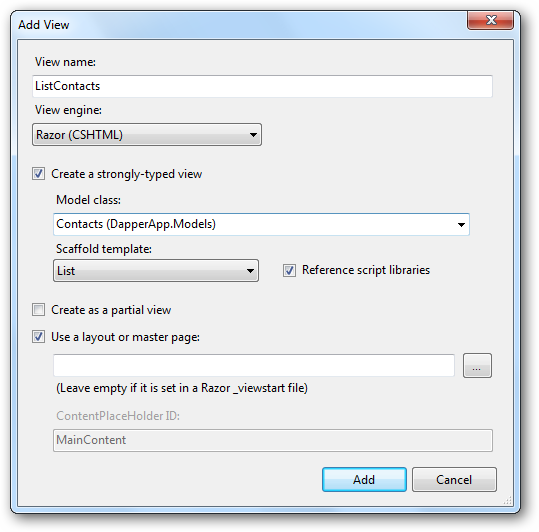 Add View
View name:
ListContacts
View engine:
Razor (CSHTML)
Create a strongly-typed view
Model class:
Contacts (DapperApp.Models)
Scaffold template:
List
Reference script libraries
Create as a partial view
Use a layout or master page:
...
(Leave empty if it is set in a Razor _viewstart file)
ContentPlaceHolder ID:
MainContent
Add
Cancel